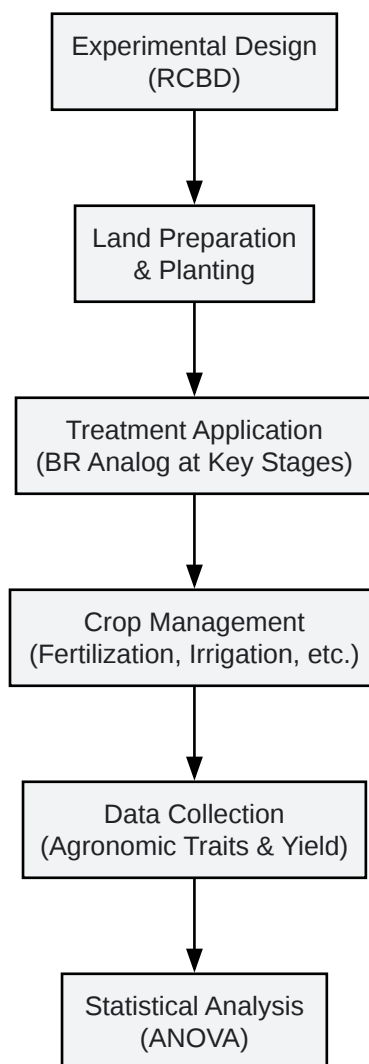 Experimental Design
(RCBD)
Land Preparation
& Planting
Treatment Application
(BR Analog at Key Stages)
Crop Management
(Fertilization, Irrigation, etc.)
Data Collection
(Agronomic Traits & Yield)
Statistical Analysis
(ANOVA)